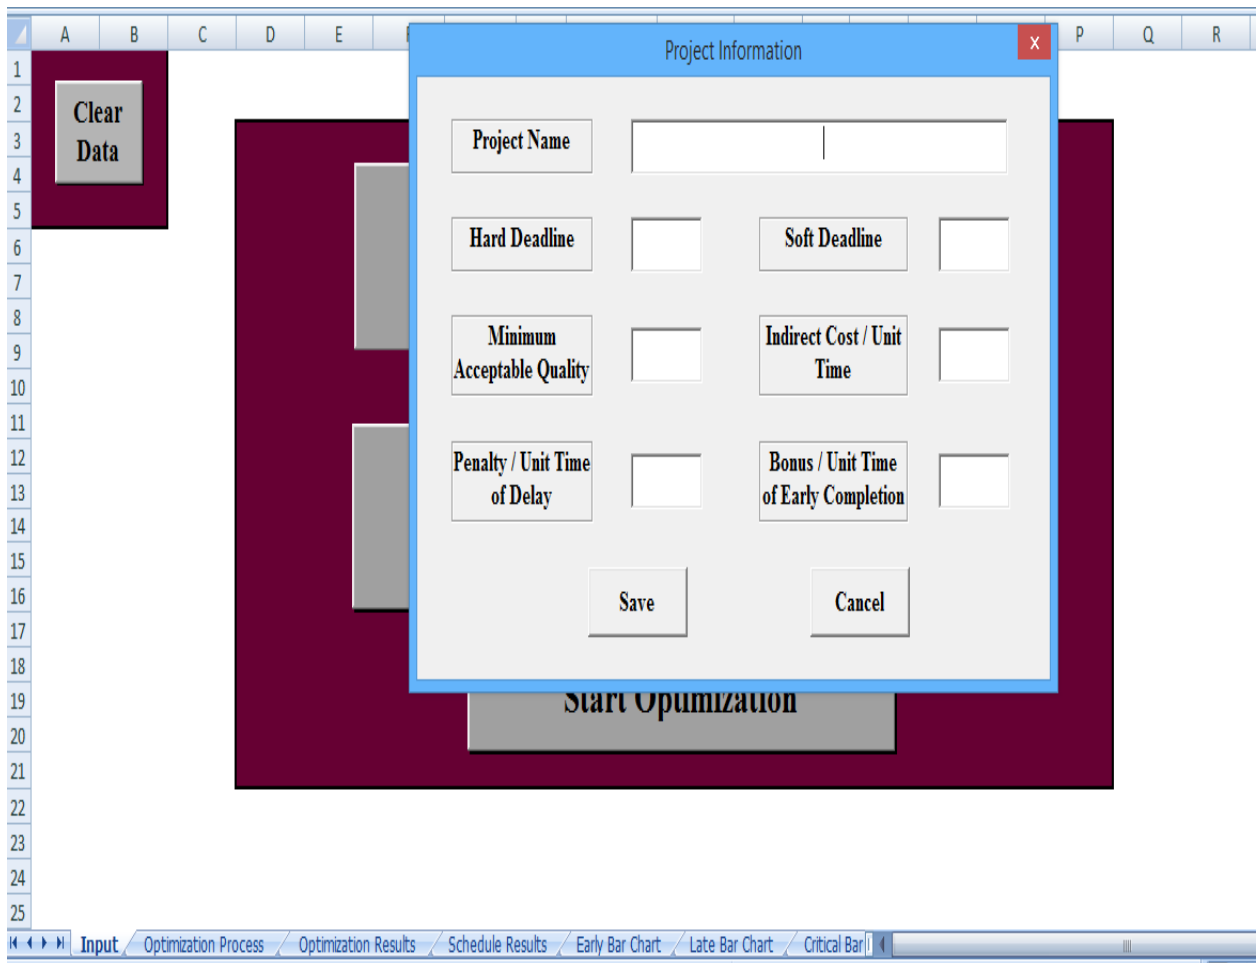 A B C D E
Project Information
x
P Q R
1
2
3
4
5
6
7
8
9
10
11
12
13
14
15
16
17
18
19
20
21
22
23
24
25
Clear
Data
Project Name
Hard Deadline
Soft Deadline
Minimum
Acceptable Quality
Indirect Cost / Unit
Time
Penalty / Unit Time
of Delay
Bonus / Unit Time
of Early Completion
Save
Cancel
Start Optimization
Input Optimization Process Optimization Results Schedule Results Early Bar Chart Late Bar Chart Critical Bar